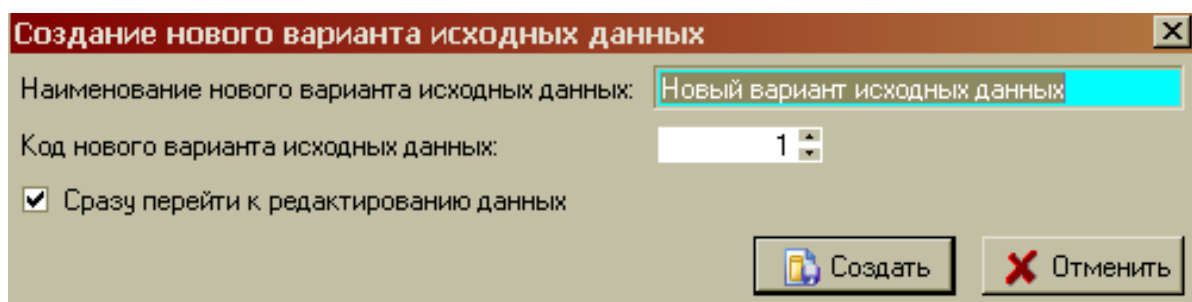 Создание нового варианта исходных данных
Наименование нового варианта исходных данных: Новый вариант исходных данных
Код нового варианта исходных данных: 1
Сразу перейти к редактированию данных
Создать Отменить